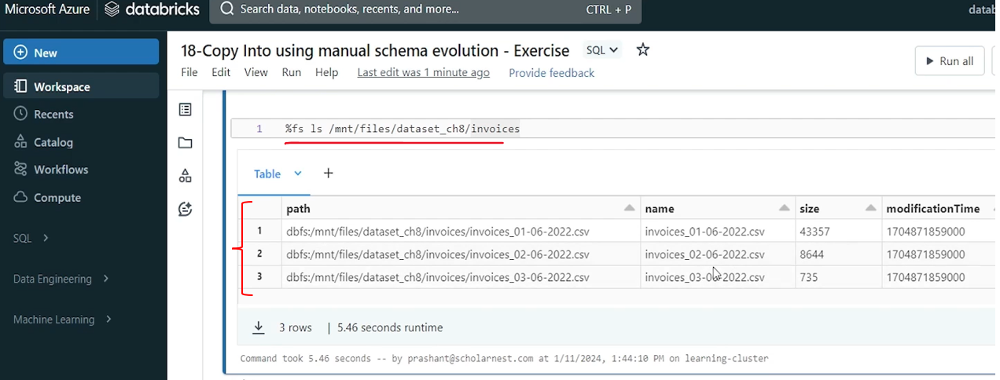 Microsoft Azure databricks Search data, notebooks, recents, and more... CTRL + P
New
Workspace
Recents
Catalog
Workflows
Compute
SQL
Data Engineering
Machine Learning
18-Copy Into using manual schema evolution - Exercise SQL
File Edit View Run Help Last edit was 1 minute ago Provide feedback
Run all
1 %fs ls /mnt/files/dataset_ch8/invoices
Table +
path name size modificationTime
1 dbfs:/mnt/files/dataset_ch8/invoices/invoices_01-06-2022.csv invoices_01-06-2022.csv 43357 1704871859000
2 dbfs:/mnt/files/dataset_ch8/invoices/invoices_02-06-2022.csv invoices_02-06-2022.csv 8644 1704871859000
3 dbfs:/mnt/files/dataset_ch8/invoices/invoices_03-06-2022.csv invoices_03-06-2022.csv 735 1704871859000
3 rows | 5.46 seconds runtime
Command took 5.46 seconds -- by prashant@scholarnest.com at 1/11/2024, 1:44:10 PM on learning-cluster